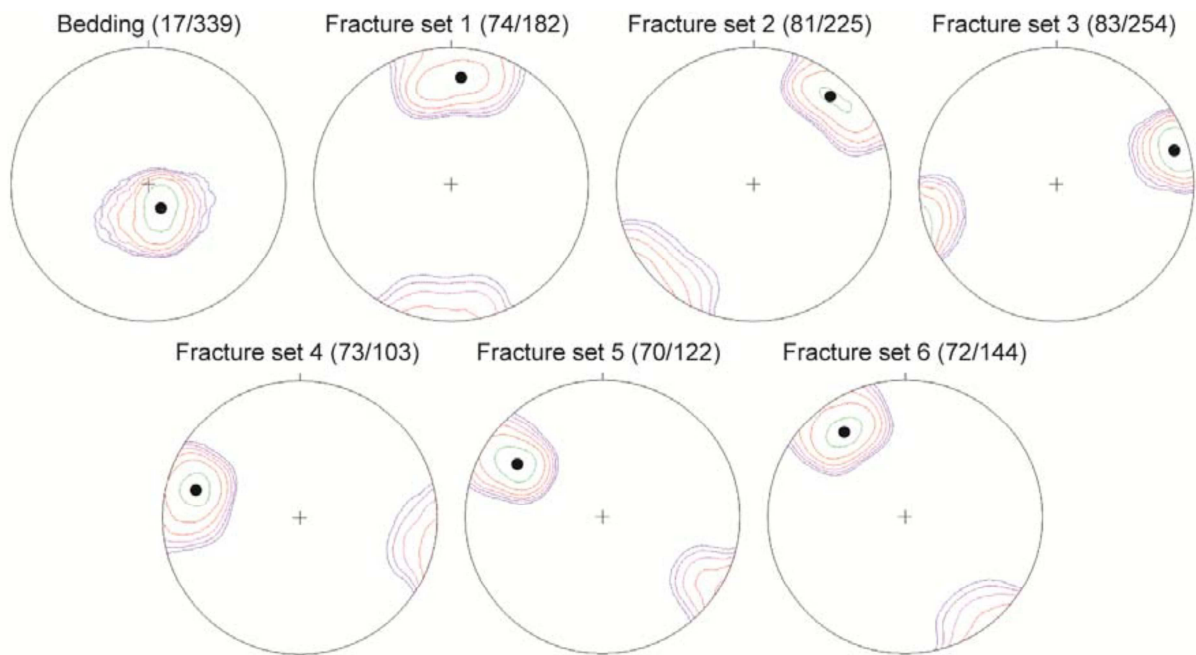 Bedding (17/339)
Fracture set 1 (74/182)
Fracture set 2 (81/225)
Fracture set 3 (83/254)
Fracture set 4 (73/103)
Fracture set 5 (70/122)
Fracture set 6 (72/144)